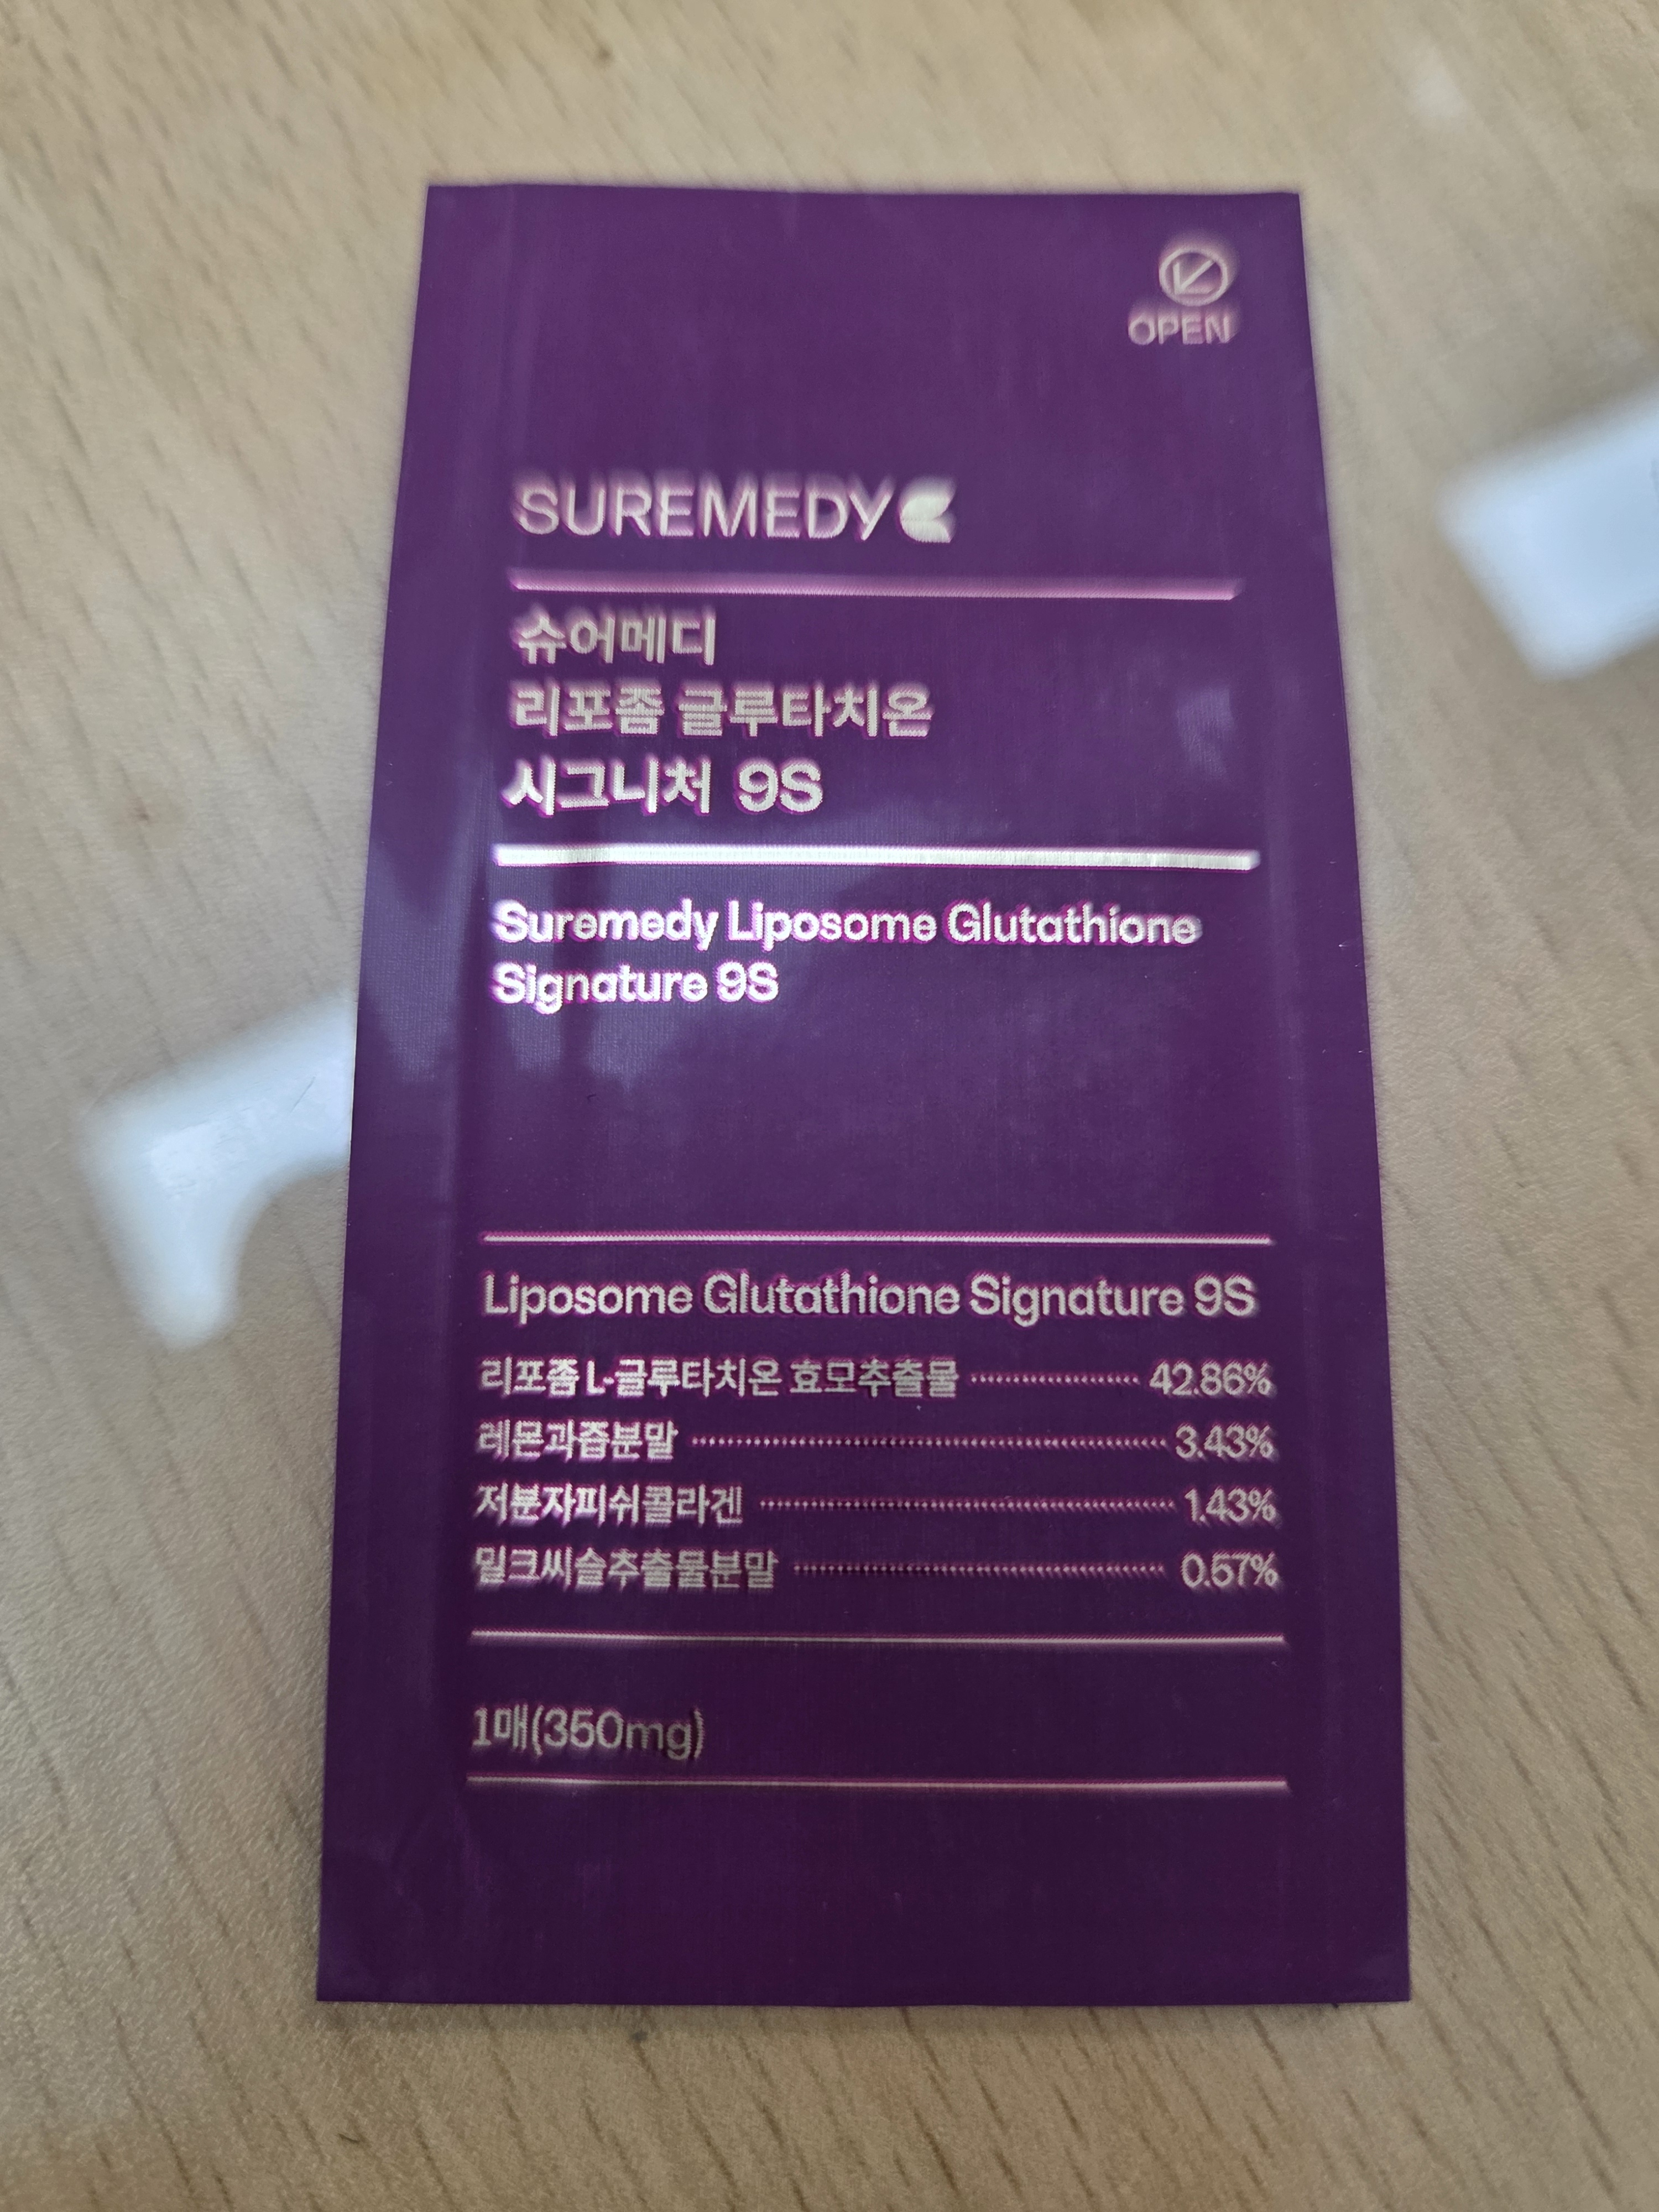 OPEN
SUREMEDY
슈어메디
리포좀 글루타치온
시그니처 9S
Suremedy Liposome Glutathione
Signature 9S
Liposome Glutathione Signature 9S
리포좀 L-글루타치온 효모추출물 42.86%
레몬과즙분말 3.43%
저분자피쉬콜라겐 1.43%
밀크씨슬추출물분말 0.57%
1매(350mg)